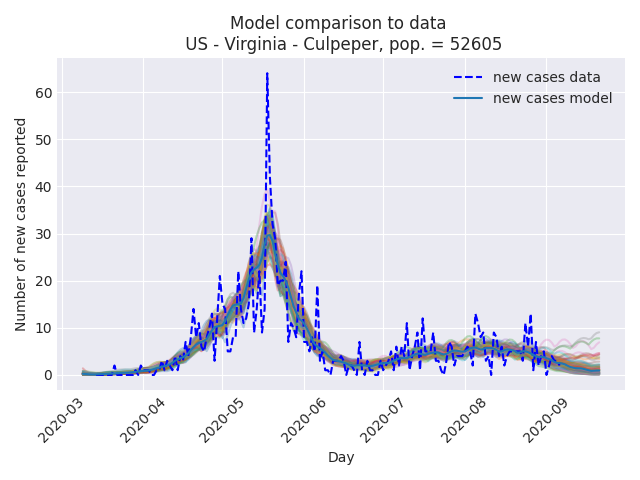 Model comparison to data
US - Virginia - Culpeper, pop. = 52605
new cases data
new cases model
Number of new cases reported
60
50
40
30
20
10
0
2020-03
2020-04
2020-05
2020-06
2020-07
2020-08
2020-09
Day